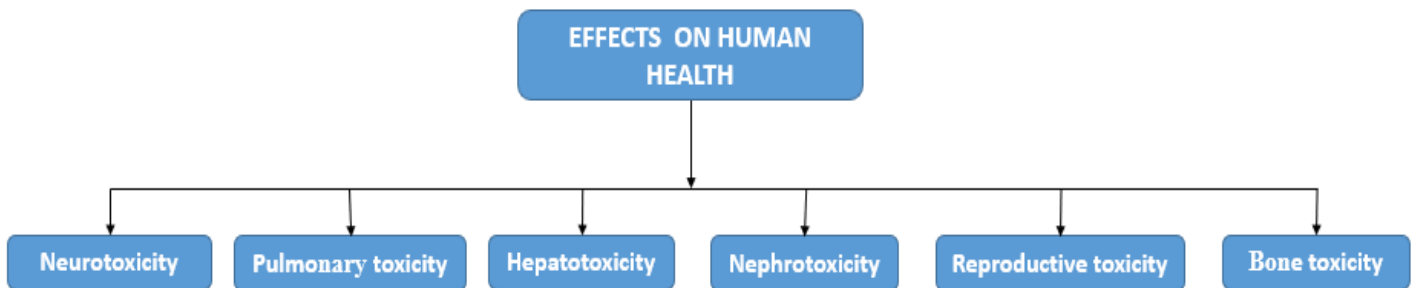 EFFECTS ON HUMAN
HEALTH
Neurotoxicity
Pulmonary toxicity
Hepatotoxicity
Nephrotoxicity
Reproductive toxicity
Bone toxicity